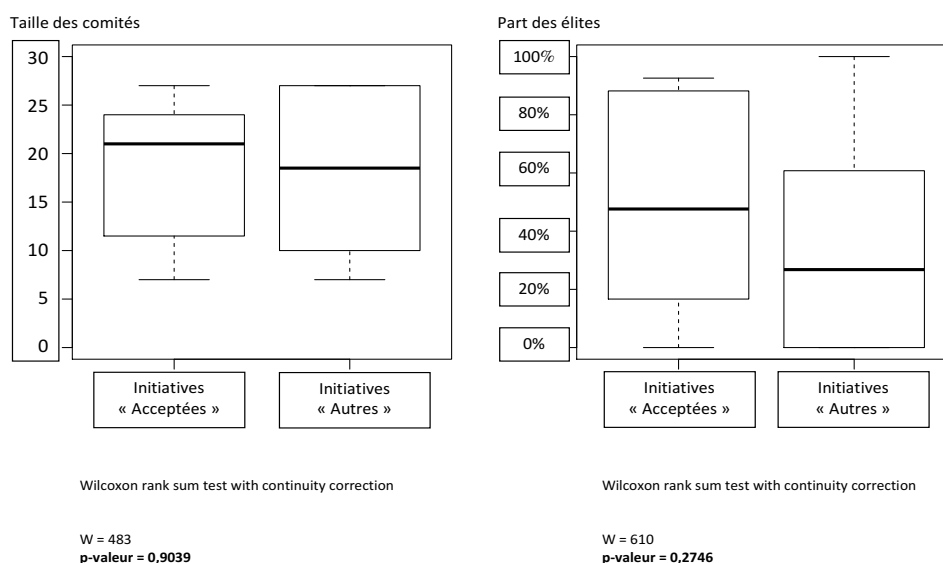 Taille des comités
30
25
20
15
10
5
0
Initiatives
« Acceptées »
Initiatives
« Autres »
Wilcoxon rank sum test with continuity correction
W = 483
p-valeur = 0,9039
Part des élites
100%
80%
60%
40%
20%
0%
Initiatives
« Acceptées »
Initiatives
« Autres »
Wilcoxon rank sum test with continuity correction
W = 610
p-valeur = 0,2746